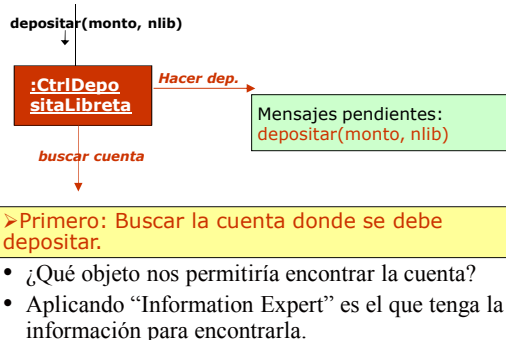 depositar(monto, nlib)
:CtrlDepo
sitaLibreta
Hacer dep.
Mensajes pendientes:
depositar(monto, nlib)
buscar cuenta
➢Primero: Buscar la cuenta donde se debe
depositar.
• ¿Qué objeto nos permitiría encontrar la cuenta?
• Aplicando “Information Expert” es el que tenga la
información para encontrarla.